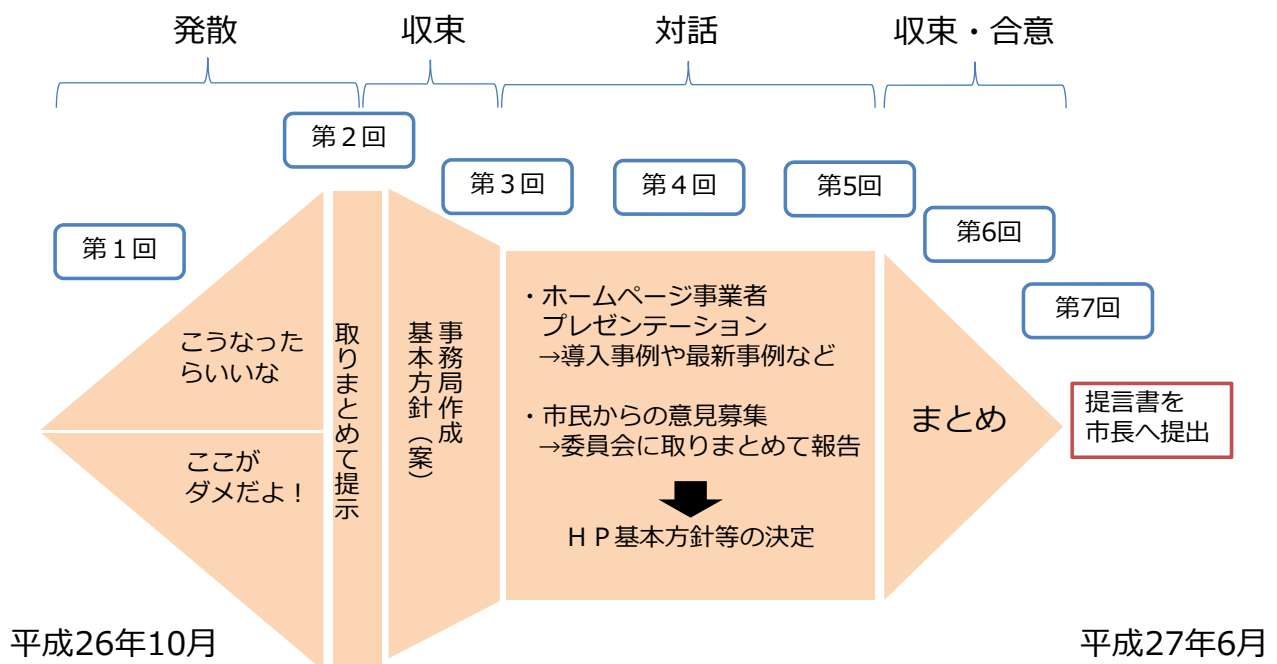 発散
収束
対話
収束・合意
第１回
第２回
第３回
第４回
第5回
第6回
第7回
こうなった
らいいな
ここが
ダメだよ！
取りまとめて提示
事務局作成
基本方針（案）
・ホームページ事業者
プレゼンテーション
→導入事例や最新事例など
・市民からの意見募集
→委員会に取りまとめて報告
ＨＰ基本方針等の決定
まとめ
提言書を
市長へ提出
平成26年10月
平成27年6月